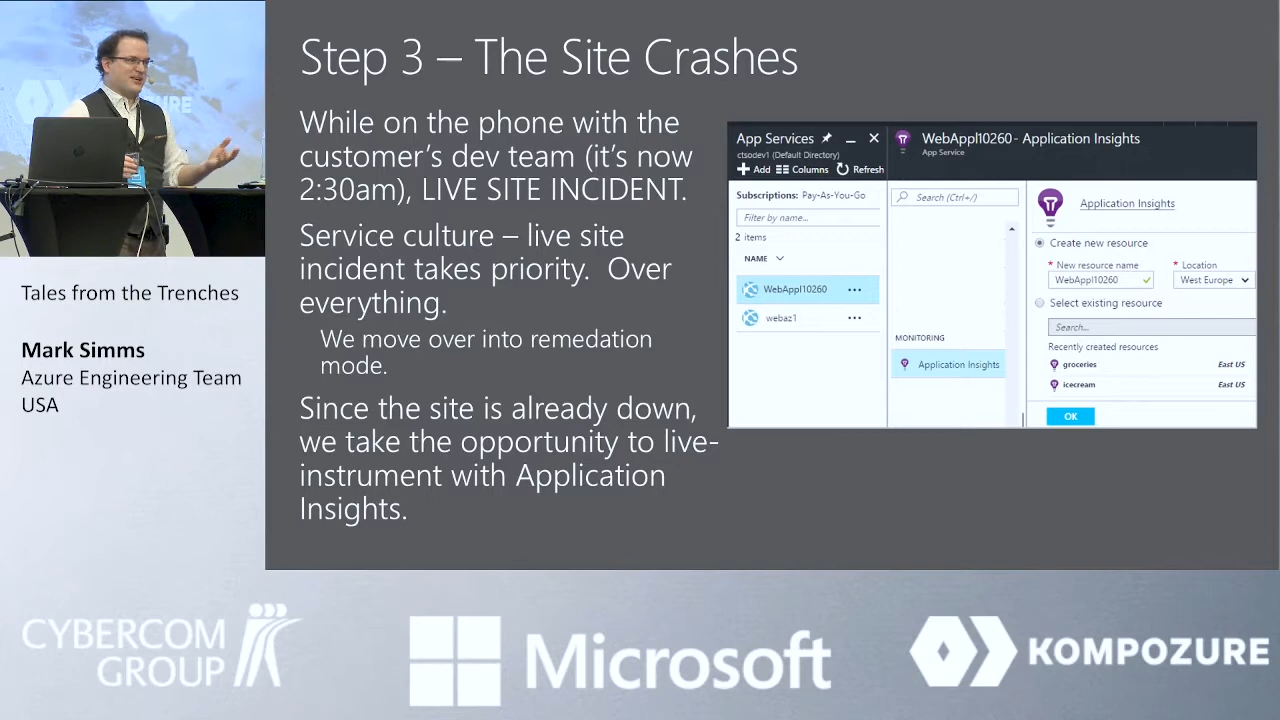 Step 3 – The Site Crashes
While on the phone with the
customer's dev team (it's now
2:30am), LIVE SITE INCIDENT.
Service culture – live site
incident takes priority.  Over
everything.
We move over into remedation
mode.
Since the site is already down,
we take the opportunity to live-
instrument with Application
Insights.
App Services
ctsodev1 (Default Directory)
Add Columns Refresh
Subscriptions: Pay-As-You-Go
Filter by name...
2 items
NAME
WebAppI10260 ...
webaz1 ...
WebAppI10260 - Application Insights
App Service
Search (Ctrl+/)
MONITORING
Application Insights
Application Insights
Create new resource
* New resource name * Location
WebAppI10260 West Europe
Select existing resource
Search...
Recently created resources
groceries East US
icecream East US
OK
Tales from the Trenches
Mark Simms
Azure Engineering Team
USA
CYBERCOM
GROUP
Microsoft
KOMPOZURE